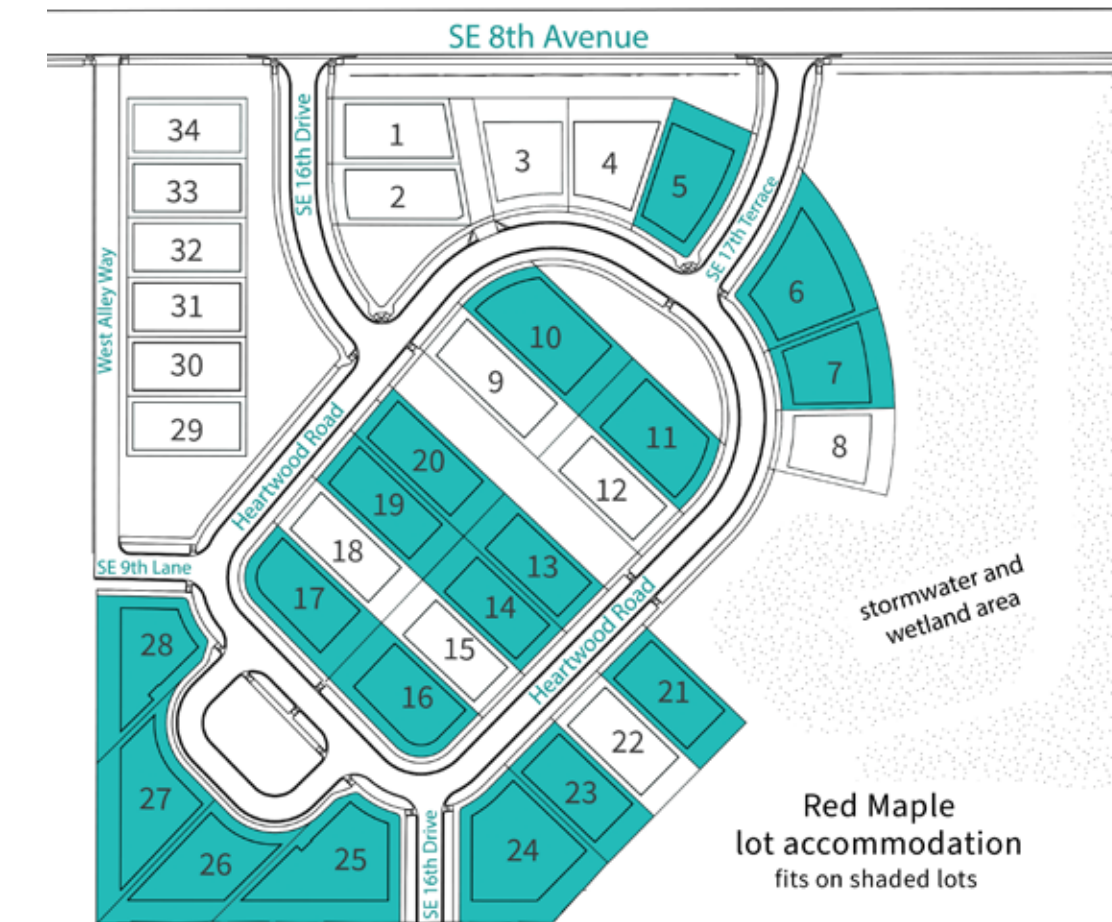 SE 8th Avenue
SE 16th Drive
West Alley Way
34
33
32
31
30
29
1
2
3
4
5
SE 17th Terrace
6
7
8
10
9
11
12
Heartwood Road
20
19
18
17
13
14
15
16
Heartwood Road
SE 9th Lane
28
27
26
25
SE 16th Drive
21
22
23
24
stormwater and
wetland area
Red Maple
lot accommodation
fits on shaded lots